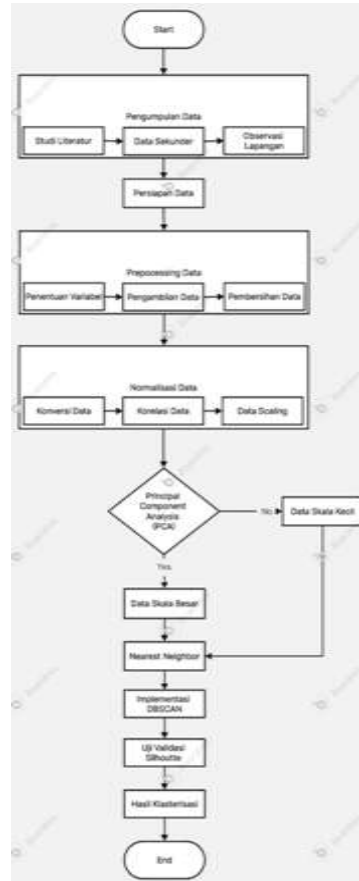 Start
Pengumpulan Data
Studi Literatur
Data Sekunder
Observasi
Lapangan
Persiapan Data
Prepocessing Data
Penentuan Variabel
Pengambilan Data
Pembersihan Data
Normalisasi Data
Konversi Data
Korelasi Data
Data Scaling
Principal
Component
Analysis
(PCA)
No
Data Skala Kecil
Yes
Data Skala Besar
Nearest Neighbor
Implementasi
DBSCAN
Uji Validasi
Silhoutte
Hasil Klasterisasi
End